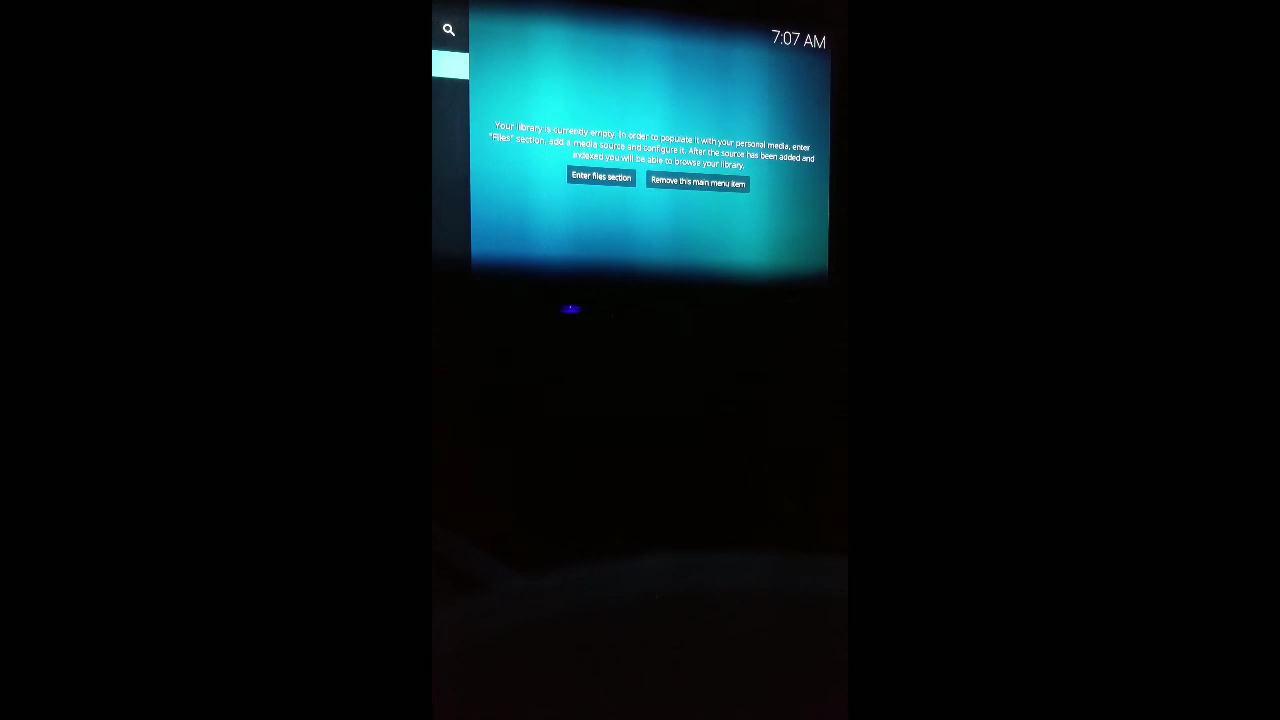 7:07 AM
Your library is currently empty. In order to populate it with your personal media, enter
"Files" section, add a media source and configure it. After the source has been added and
indexed you will be able to browse your library.
Enter files section
Remove this main menu item